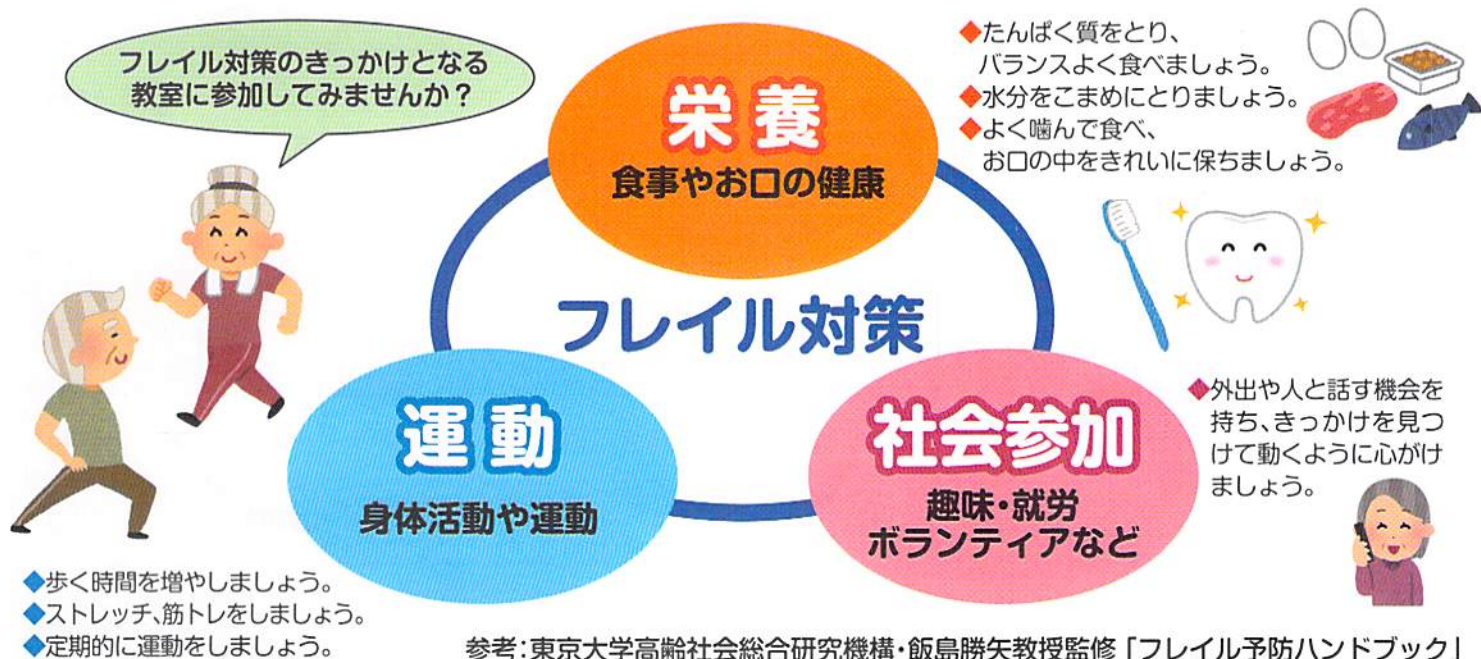 フレイル対策のきっかけとなる
教室に参加してみませんか？
栄養
食事やお口の健康
◆たんぱく質をとり、
バランスよく食べましょう。
◆水分をこまめにとりましょう。
◆よく噛んで食べ、
お口の中をきれいに保ちましょう。
フレイル対策
運動
身体活動や運動
◆歩く時間を増やしましょう。
◆ストレッチ、筋トレをしましょう。
◆定期的に運動をしましょう。
社会参加
趣味・就労
ボランティアなど
◆外出や人と話す機会を
持ち、きっかけを見つ
けて動くように心がけ
ましょう。
参考：東京大学高齢社会総合研究機構・飯島勝矢教授監修「フレイル予防ハンドブック」